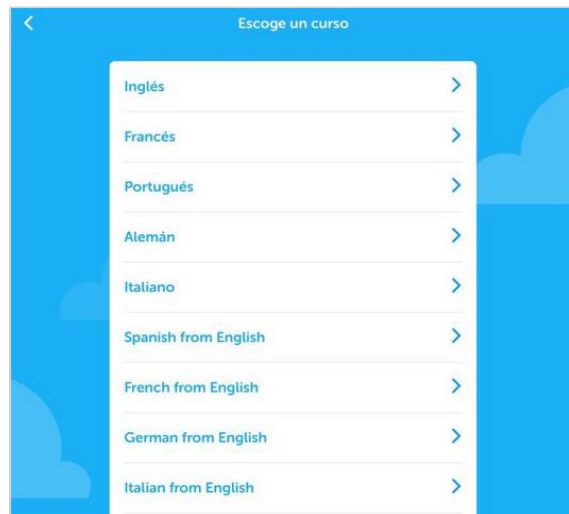 Escoge un curso
Inglés
Francés
Portugués
Alemán
Italiano
Spanish from English
French from English
German from English
Italian from English